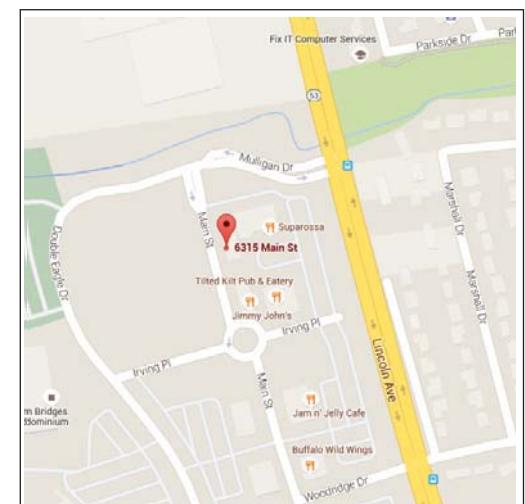 Fix IT Computer Services
Parkside Dr
53
Mulligan Dr
Main St
Suparossa
6315 Main St
Marshall Dr
Marshall Dr
Double Eagle Dr
Tilted Kilt Pub & Eatery
Jimmy John's
Irving Pl
Irving Pl
Lincoln Ave
Main St
Jam n' Jelly Cafe
m Bridges
dominium
Buffalo Wild Wings
Woodridge Dr